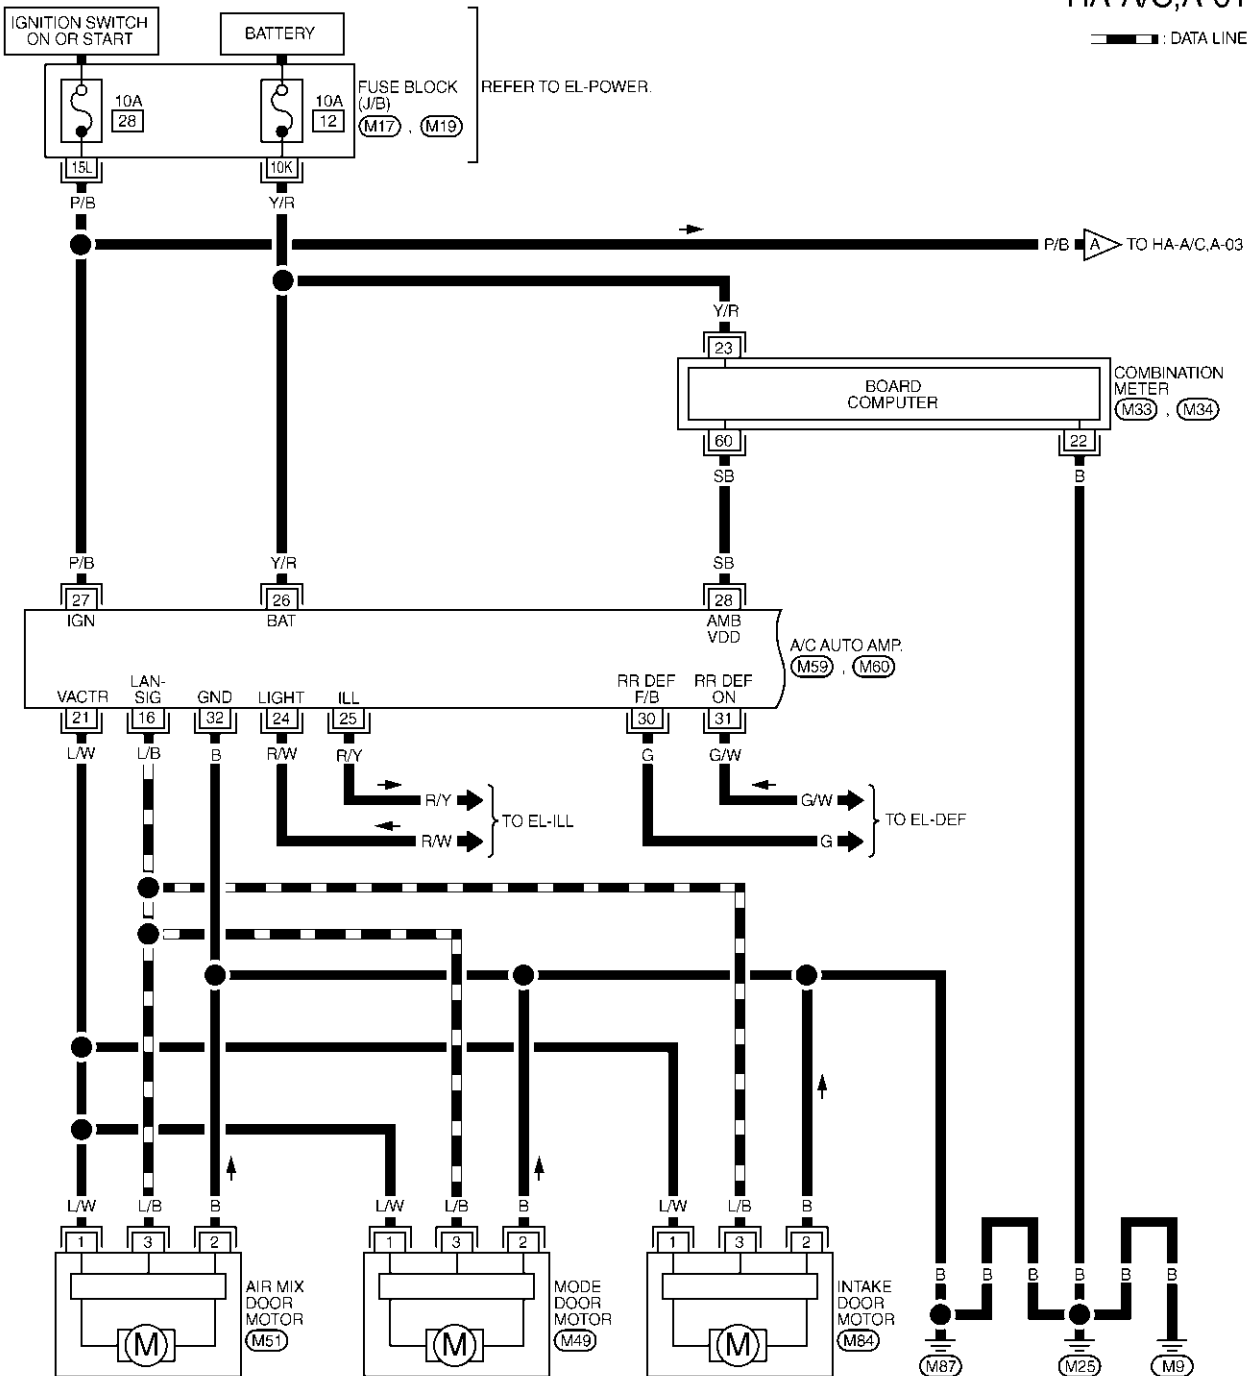 HA-A/C,A-01
: DATA LINE
IGNITION SWITCH
ON OR START
BATTERY
10A
28
10A
12
FUSE BLOCK
(J/B)
M17 , M19
REFER TO EL-POWER.
15L
10K
P/B
Y/R
P/B
A
TO HA-A/C,A-03
Y/R
23
BOARD
COMPUTER
COMBINATION
METER
M33 , M34
60
22
SB
B
P/B
Y/R
SB
27
26
28
IGN
BAT
AMB
VDD
A/C AUTO AMP.
M59 , M60
VACTR
LAN-
SIG
GND
LIGHT
ILL
RR DEF
F/B
RR DEF
ON
21
16
32
24
25
30
31
L/W
L/B
B
R/W
R/Y
G
G/W
R/Y
R/W
TO EL-ILL
G/W
G
TO EL-DEF
L/W
L/B
B
L/W
L/B
B
L/W
L/B
B
1
3
2
1
3
2
1
3
2
AIR MIX
DOOR
MOTOR
M51
M
MODE
DOOR
MOTOR
M49
M
INTAKE
DOOR
MOTOR
M84
M
B
B
B
B
B
B
M87
M25
M9